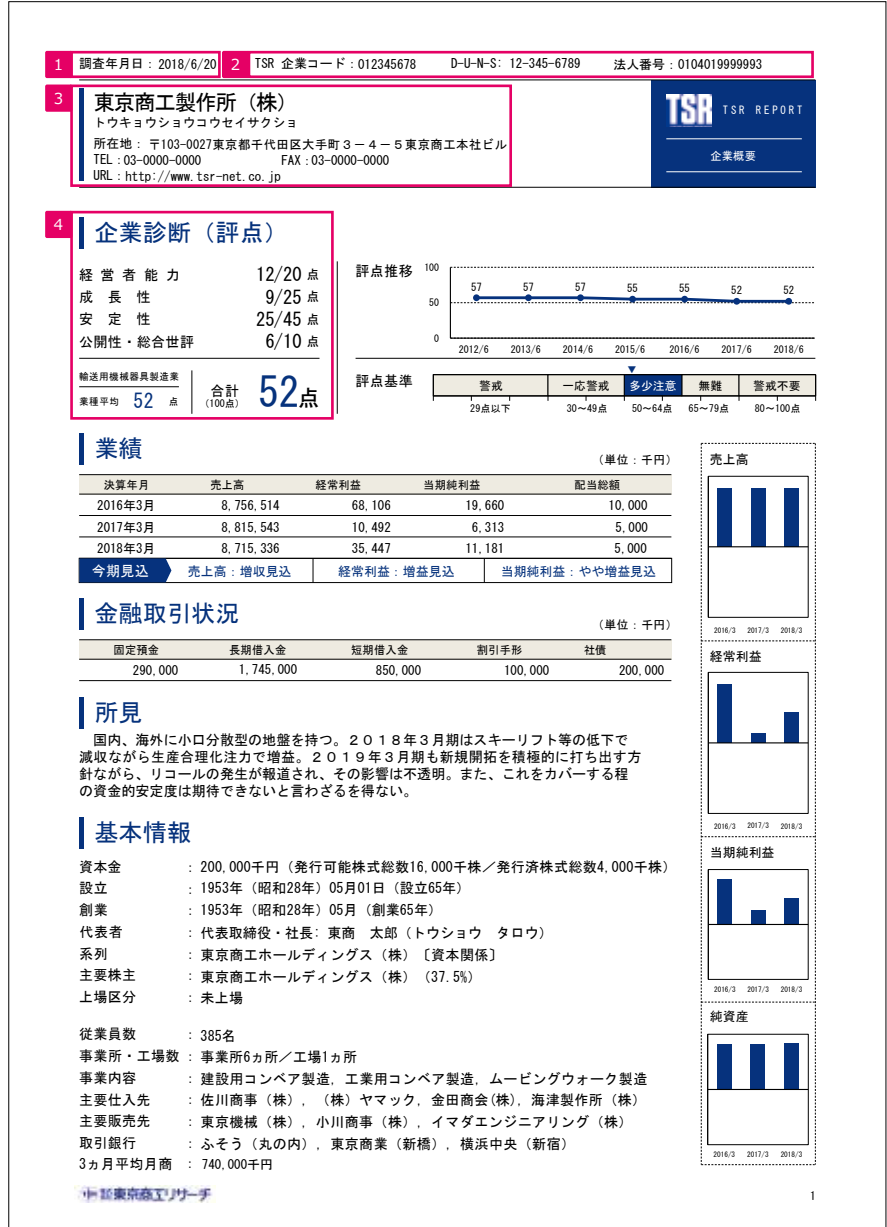 1 調査年月日：2018/6/20 2 TSR 企業コード：012345678 D-U-N-S: 12-345-6789 法人番号：0104019999993
3 東京商工製作所（株）
トウキョウショウコウセイサクショ
所在地：〒103-0027東京都千代田区大手町３－４－５東京商工本社ビル
TEL：03-0000-0000 FAX：03-0000-0000
URL：http://www.tsr-net.co.jp
TSR TSR REPORT
企業概要
4 企業診断（評点）
経営者能力 12/20 点
成長性 9/25 点
安定性 25/45 点
公開性・総合世評 6/10 点
輸送用機械器具製造業
業種平均 52 点
合計 52点
(100点)
評点推移
100
50
0
57 57 57 55 55 52 52
2012/6 2013/6 2014/6 2015/6 2016/6 2017/6 2018/6
評点基準
▼
警戒 一応警戒 多少注意 無難 警戒不要
29点以下 30～49点 50～64点 65～79点 80～100点
業績 （単位：千円）
決算年月 売上高 経常利益 当期純利益 配当総額
2016年3月 8,756,514 68,106 19,660 10,000
2017年3月 8,815,543 10,492 6,313 5,000
2018年3月 8,715,336 35,447 11,181 5,000
今期見込 売上高：増収見込 経常利益：増益見込 当期純利益：やや増益見込
金融取引状況 （単位：千円）
固定預金 長期借入金 短期借入金 割引手形 社債
290,000 1,745,000 850,000 100,000 200,000
所見
国内、海外に小口分散型の地盤を持つ。２０１８年３月期はスキーリフト等の低下で
減収ながら生産合理化注力で増益。２０１９年３月期も新規開拓を積極的に打ち出す方
針ながら、リコールの発生が報道され、その影響は不透明。また、これをカバーする程
の資金的安定度は期待できないと言わざるを得ない。
基本情報
資本金 ：200,000千円（発行可能株式総数16,000千株／発行済株式総数4,000千株）
設立 ：1953年（昭和28年）05月01日（設立65年）
創業 ：1953年（昭和28年）05月（創業65年）
代表者 ：代表取締役・社長：東商　太郎（トウショウ　タロウ）
系列 ：東京商工ホールディングス（株）〔資本関係〕
主要株主 ：東京商工ホールディングス（株）（37.5%）
上場区分 ：未上場
従業員数 ：385名
事業所・工場数：事業所6ヵ所／工場1ヵ所
事業内容 ：建設用コンベア製造，工業用コンベア製造，ムービングウォーク製造
主要仕入先 ：佐川商事（株），（株）ヤマック，金田商会(株)，海津製作所（株）
主要販売先 ：東京機械（株），小川商事（株），イマダエンジニアリング（株）
取引銀行 ：ふそう（丸の内），東京商業（新橋），横浜中央（新宿）
3ヵ月平均月商 ：740,000千円
売上高
2016/3 2017/3 2018/3
経常利益
2016/3 2017/3 2018/3
当期純利益
2016/3 2017/3 2018/3
純資産
2016/3 2017/3 2018/3
東京商工リサーチ
1